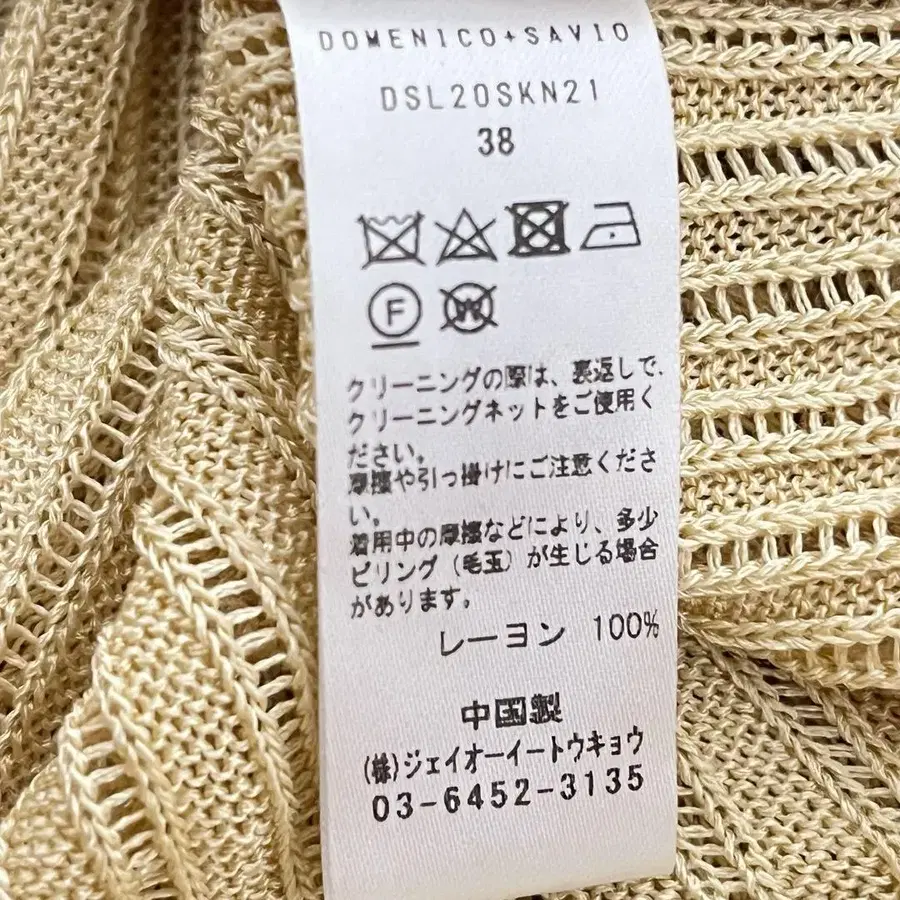 DOMENICO+SAVIO
DSL20SKN21
38
F
W
クリーニングの際は、裏返しで、
クリーニングネットをご使用く
ださい。
摩擦や引っ掛けにご注意くださ
い。
着用中の摩擦などにより、多少
ピリング(毛玉)が生じる場合
があります。
レーヨン 100%
中国製
(株)ジェイオーイートウキョウ
03-6452-3135